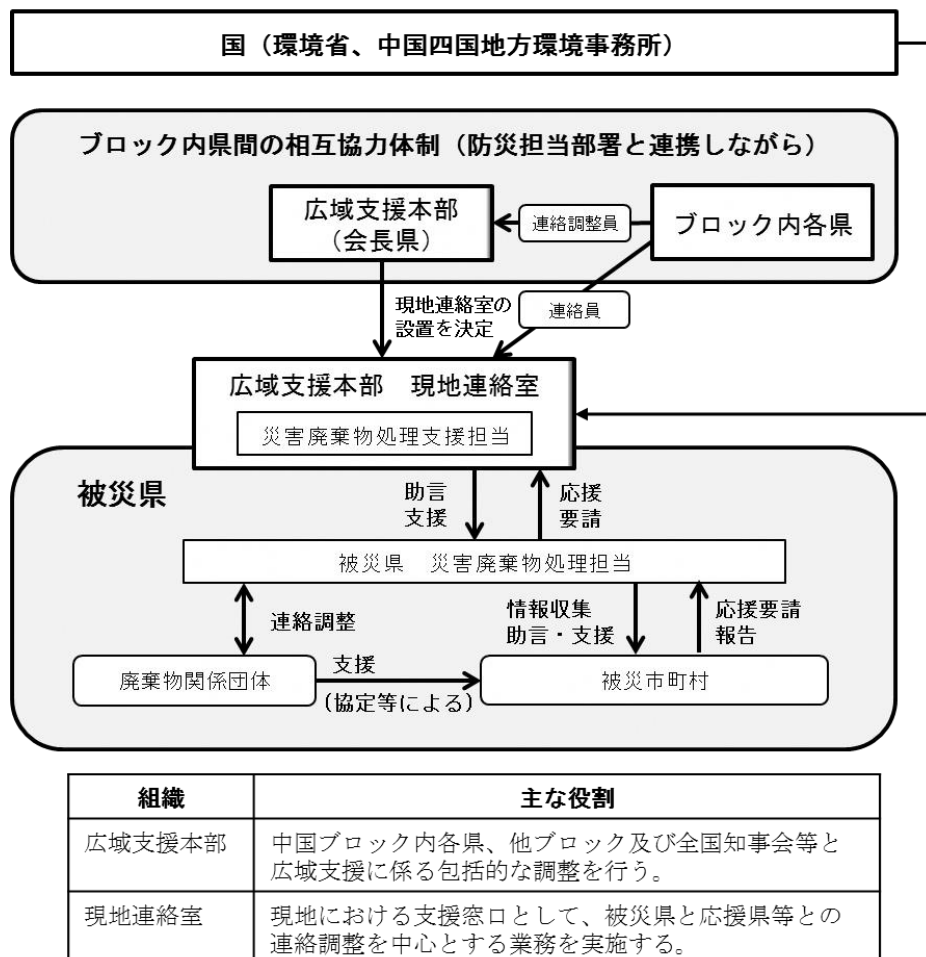 国（環境省、中国四国地方環境事務所）
ブロック内県間の相互協力体制（防災担当部署と連携しながら）
広域支援本部
（会長県）
連絡調整員
ブロック内各県
現地連絡室の
設置を決定
連絡員
広域支援本部　現地連絡室
災害廃棄物処理支援担当
被災県
助言
支援
応援
要請
被災県　災害廃棄物処理担当
連絡調整
情報収集
助言・支援
応援要請
報告
廃棄物関係団体
支援
（協定等による）
被災市町村
組織
主な役割
広域支援本部
中国ブロック内各県、他ブロック及び全国知事会等と
広域支援に係る包括的な調整を行う。
現地連絡室
現地における支援窓口として、被災県と応援県等との
連絡調整を中心とする業務を実施する。